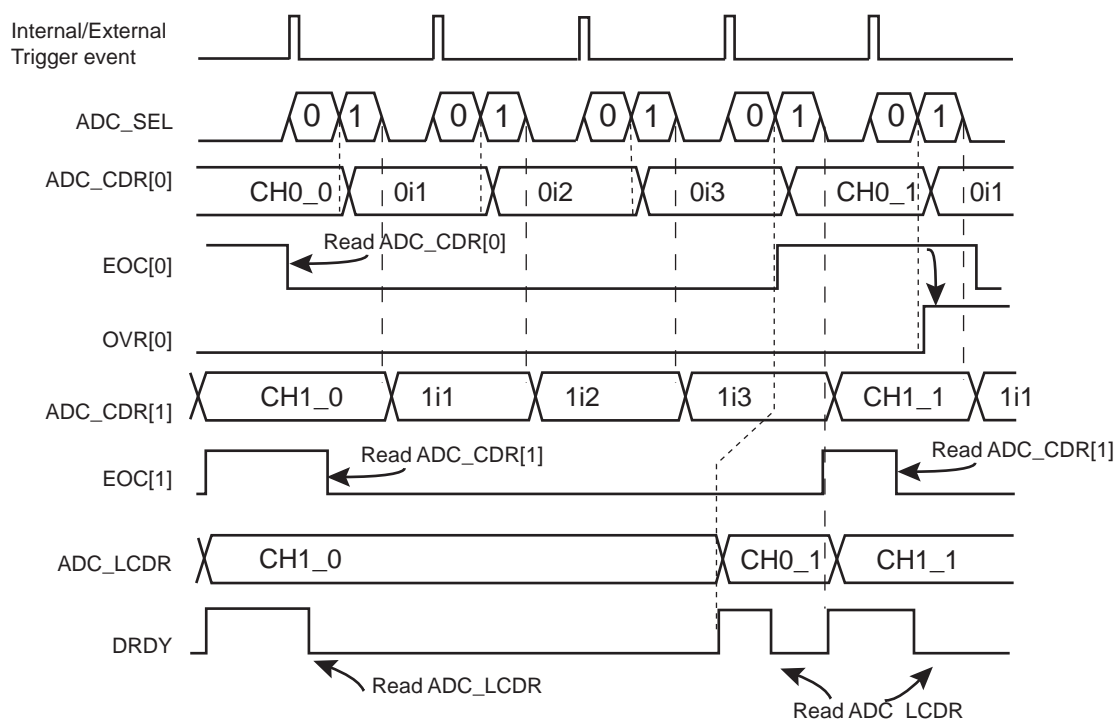 Internal/External
Trigger event
ADC_SEL
0 1 0 1 0 1 0 1 0 1
ADC_CDR[0]
CH0_0 0i1 0i2 0i3 CH0_1 0i1
Read ADC_CDR[0]
EOC[0]
OVR[0]
ADC_CDR[1]
CH1_0 1i1 1i2 1i3 CH1_1 1i1
Read ADC_CDR[1] Read ADC_CDR[1]
EOC[1]
ADC_LCDR
CH1_0 CH0_1 CH1_1
DRDY
Read ADC_LCDR
Read ADC_LCDR